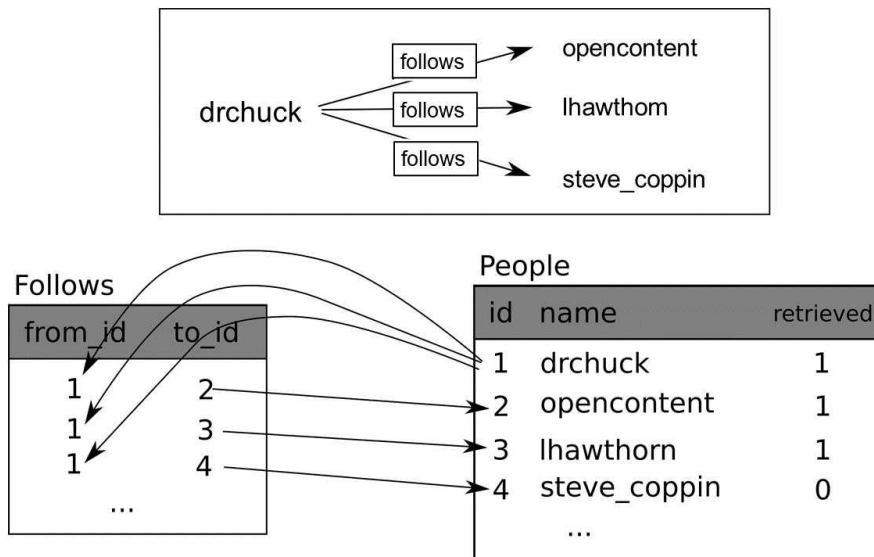 follows opencontent
drchuck follows lhawthom
follows steve_coppin
Follows
from_id to_id
1 2
1 3
1 4
...
People
id name retrieved
1 drchuck 1
2 opencontent 1
3 lhawthorn 1
4 steve_coppin 0
...